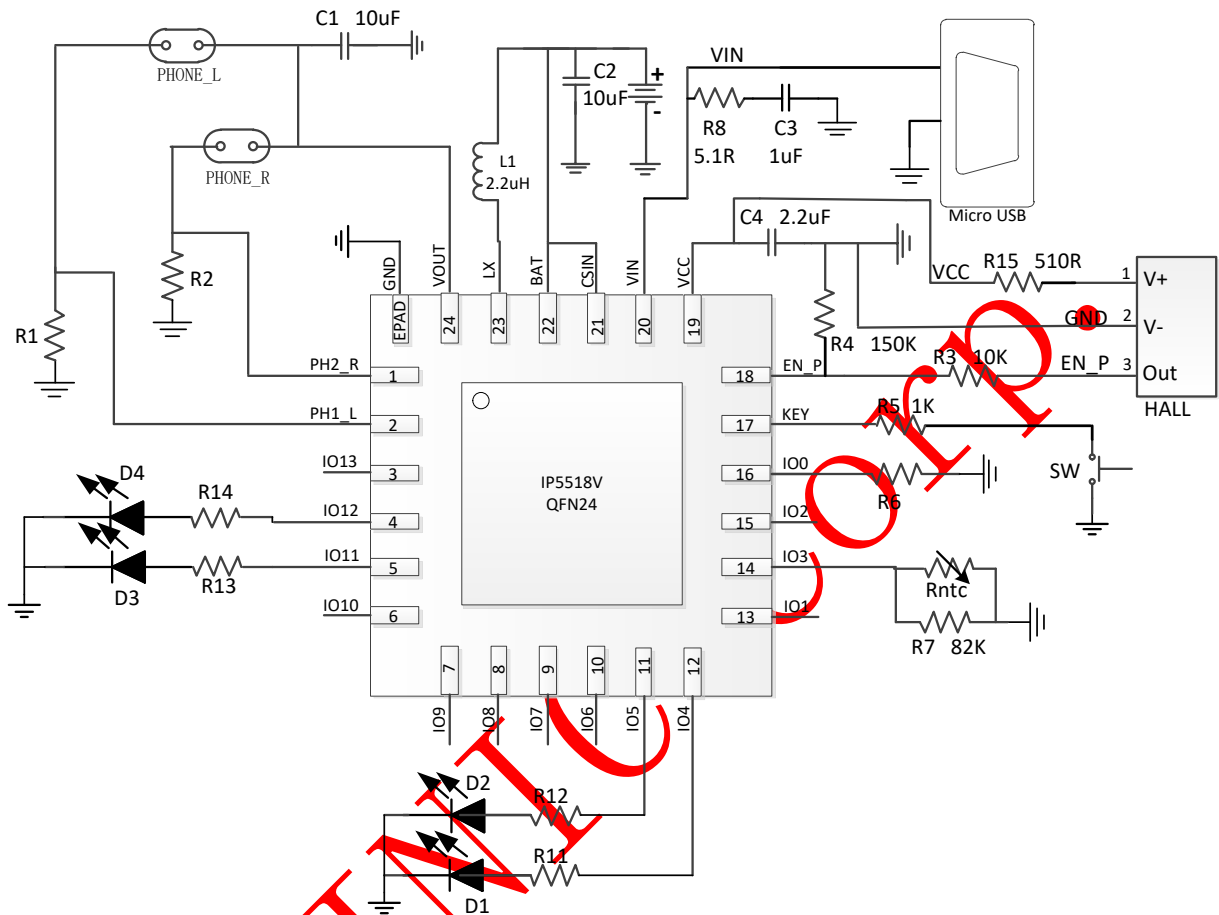 C1 10uF
PHONE_L
VIN
C2
10uF
+
-
R8
5.1R
C3
1uF
PHONE_R
L1
2.2uH
Micro USB
C4 2.2uF
R2
R1
GND
VOUT
LX
BAT
CSIN
VIN
VCC
VCC
R15 510R
1
V+
EPAD
24
23
22
21
20
19
GND
2
V-
R4 150K
R3 10K
EN_P
3
Out
HALL
PH2_R
1
18
EN_P
PH1_L
2
17
KEY
R5 1K
IO13
3
16
IO0
R6
SW
IP5518V
QFN24
D4
R14
IO12
4
15
IO2
IO11
5
14
IO3
D3
R13
Rntc
IO10
6
13
IO1
R7 82K
7
8
9
10
11
12
IO9
IO8
IO7
IO6
IO5
IO4
D2
R12
R11
D1
INJOINIC Corp.